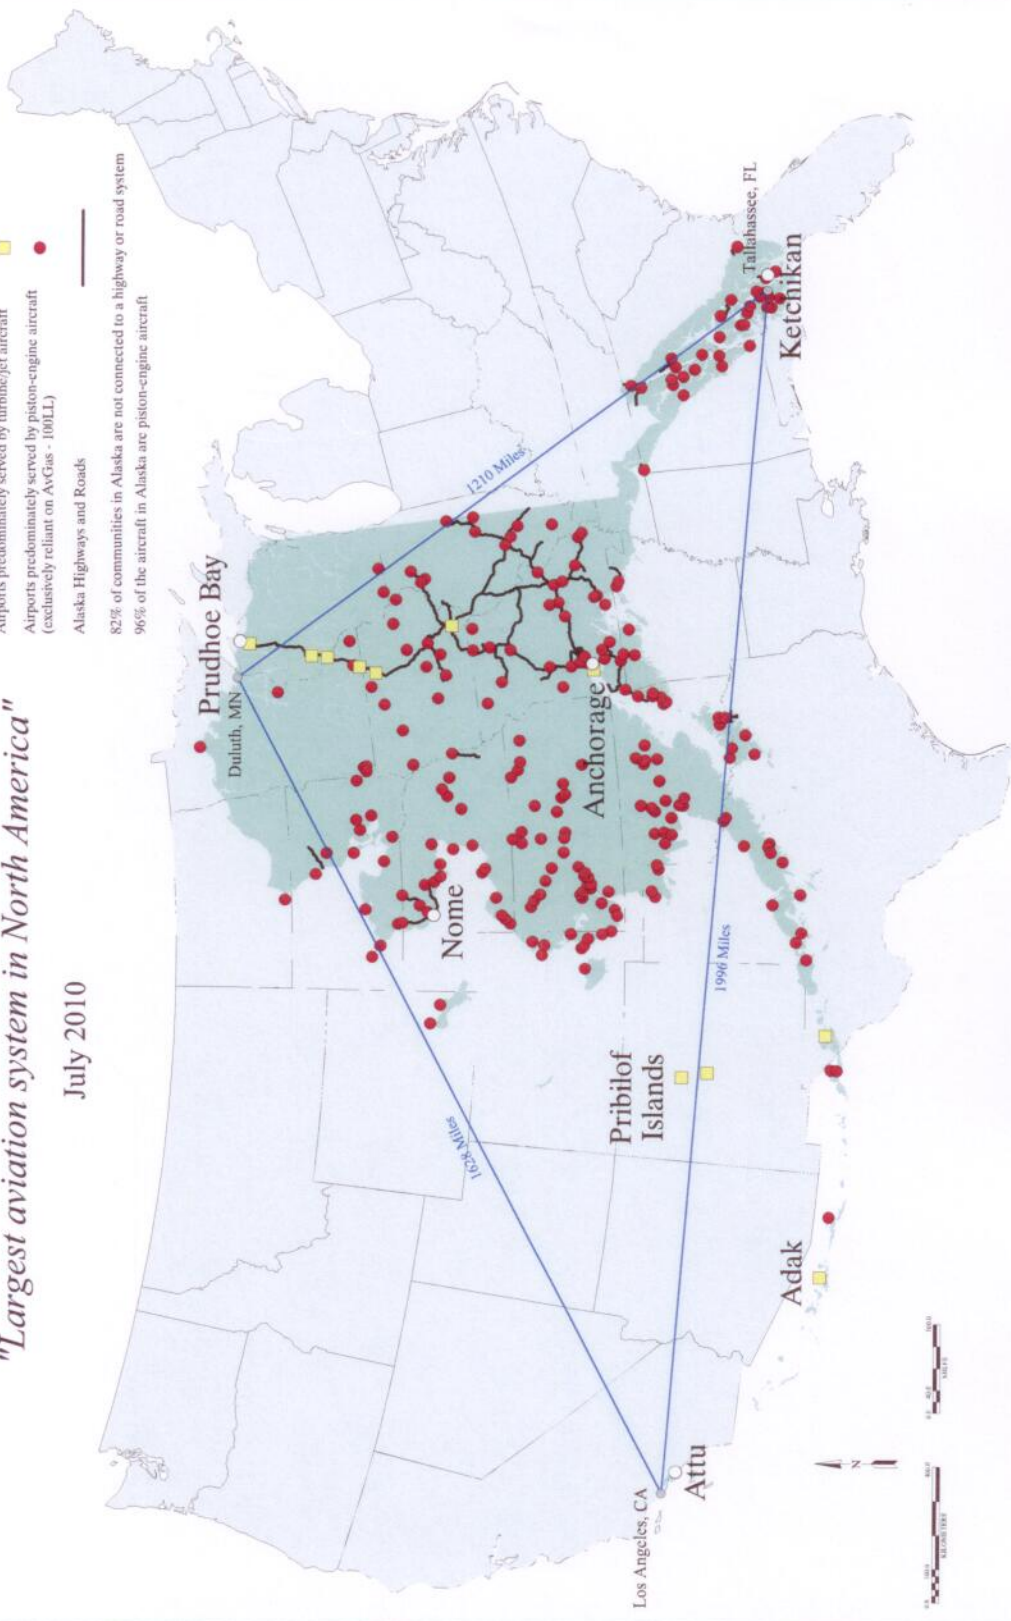 "Largest aviation system in North America"
July 2010
Airports predominately served by turbine/jet aircraft
Airports predominately served by piston-engine aircraft
(exclusively reliant on AvGas - 100LL)
Alaska Highways and Roads
82% of communities in Alaska are not connected to a highway or road system
96% of the aircraft in Alaska are piston-engine aircraft
Prudhoe Bay
Duluth, MN
1210 Miles
1628 Miles
Nome
Anchorage
Tallahassee, FL
Ketchikan
1996 Miles
Pribilof
Islands
Adak
Los Angeles, CA
Attu
N
KILOMETERS
MILES